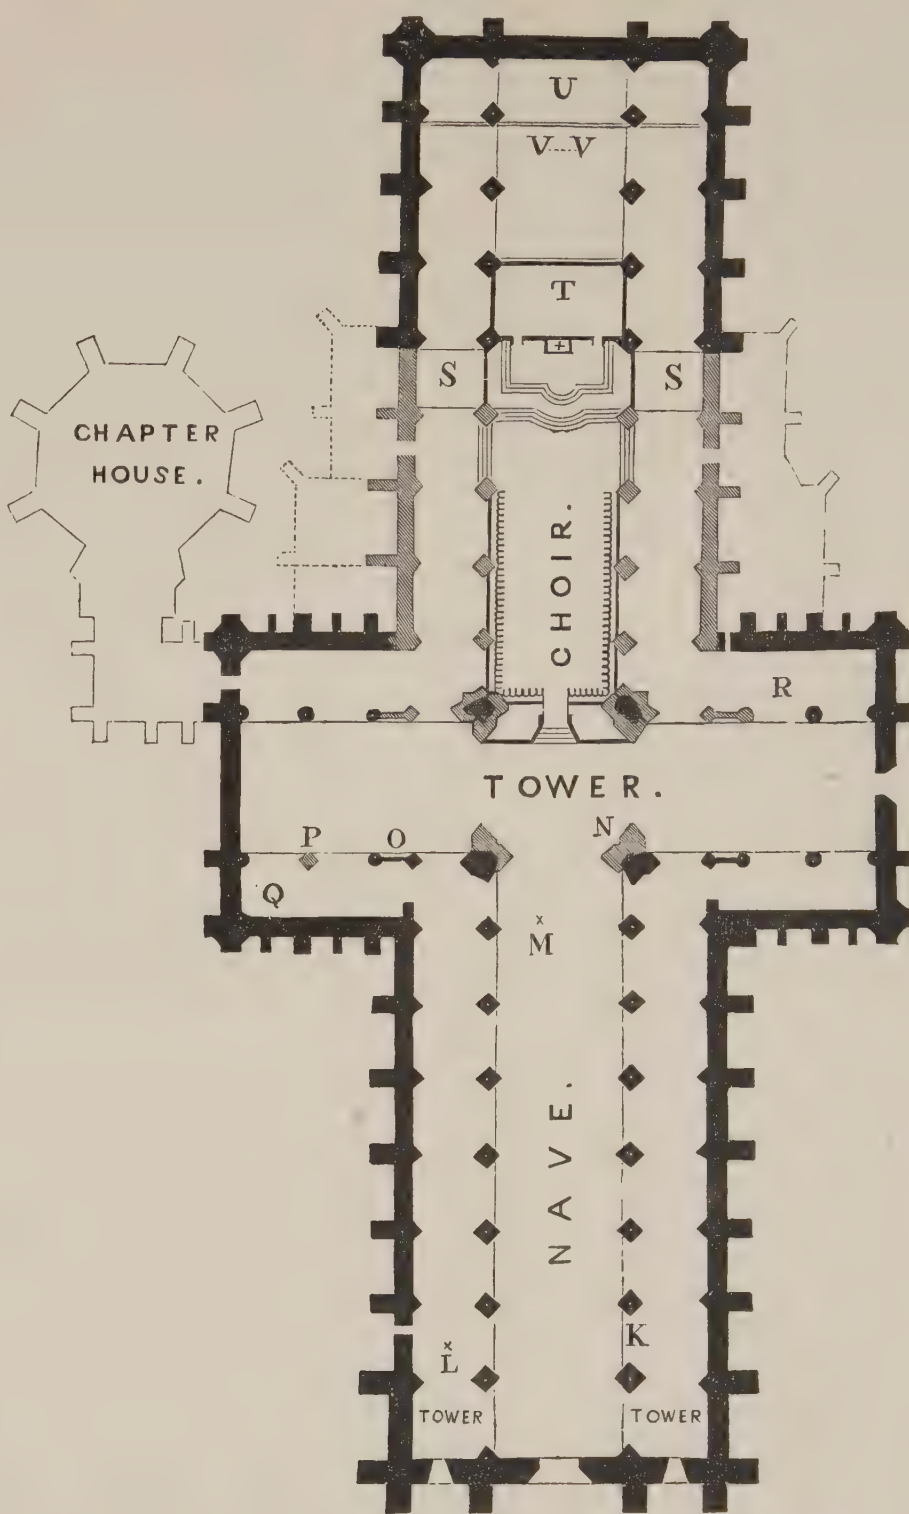 U
V....V
T
S
S
CHAPTER
HOUSE.
CHOIR.
R
TOWER.
P
O
N
Q
M
NAVE.
K
L
TOWER
TOWER